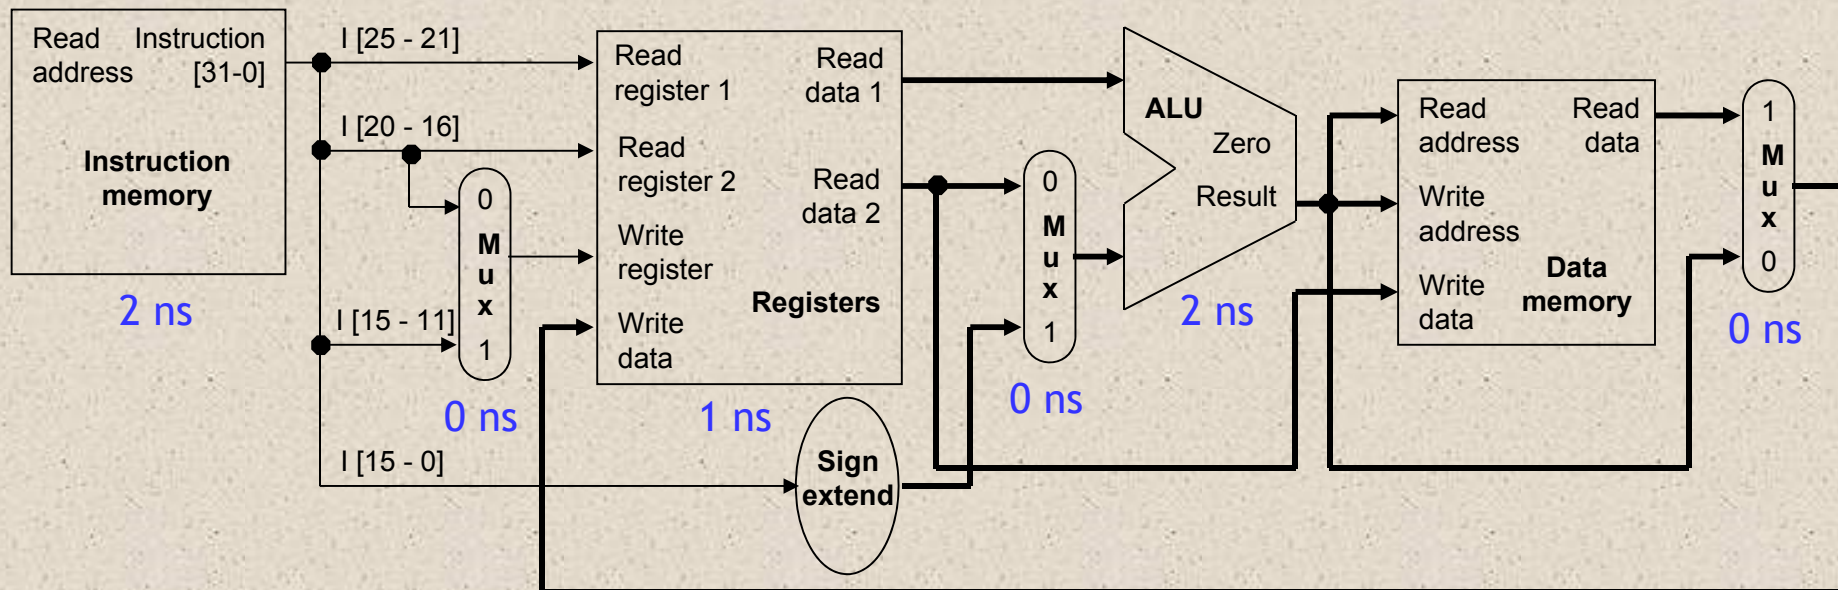 Read address
Instruction [31-0]
Instruction memory
2 ns
I [25 - 21]
I [20 - 16]
I [15 - 11]
I [15 - 0]
0
M
u
x
1
0 ns
Read register 1
Read register 2
Write register
Write data
Read data 1
Read data 2
Registers
1 ns
Sign extend
0
M
u
x
1
0 ns
ALU
Zero
Result
2 ns
Read address
Write address
Write data
Read data
Data memory
1
M
u
x
0
0 ns